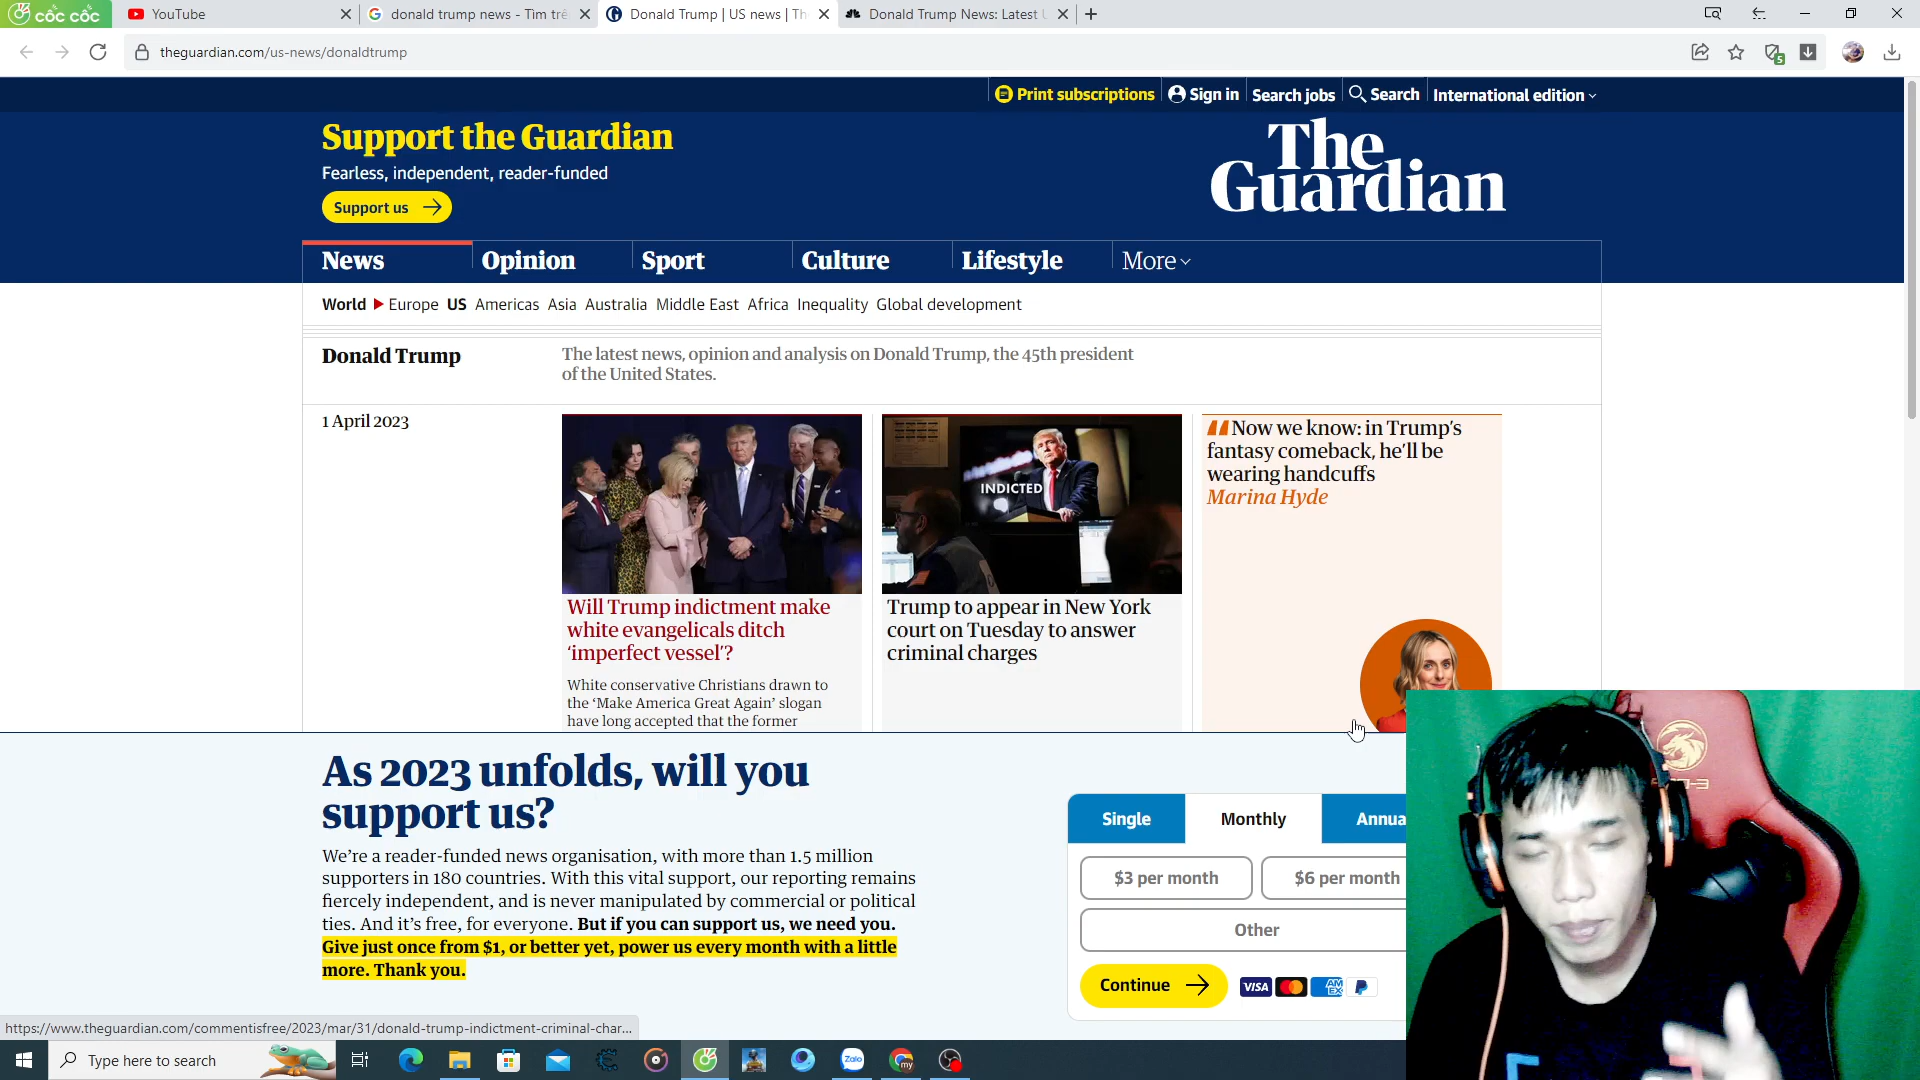 cốc cốc
YouTube
donald trump news - Tìm trê
Donald Trump | US news | Th
Donald Trump News: Latest
theguardian.com/us-news/donaldtrump
5
Print subscriptions
Sign in
Search jobs
Search
International edition
Support the Guardian
Fearless, independent, reader-funded
Support us
The
Guardian
News
Opinion
Sport
Culture
Lifestyle
More
World
Europe
US
Americas
Asia
Australia
Middle East
Africa
Inequality
Global development
Donald Trump
The latest news, opinion and analysis on Donald Trump, the 45th president
of the United States.
1 April 2023
INDICTED
Will Trump indictment make
white evangelicals ditch
‘imperfect vessel’?
White conservative Christians drawn to
the ‘Make America Great Again’ slogan
have long accepted that the former
Trump to appear in New York
court on Tuesday to answer
criminal charges
Now we know: in Trump’s
fantasy comeback, he’ll be
wearing handcuffs
Marina Hyde
As 2023 unfolds, will you
support us?
We’re a reader-funded news organisation, with more than 1.5 million
supporters in 180 countries. With this vital support, our reporting remains
fiercely independent, and is never manipulated by commercial or political
ties. And it’s free, for everyone. But if you can support us, we need you.
Give just once from $1, or better yet, power us every month with a little
more. Thank you.
Single
Monthly
Annua
$3 per month
$6 per month
Other
Continue
VISA
AM
EX
https://www.theguardian.com/commentisfree/2023/mar/31/donald-trump-indictment-criminal-char...
Type here to search
Zalo
my